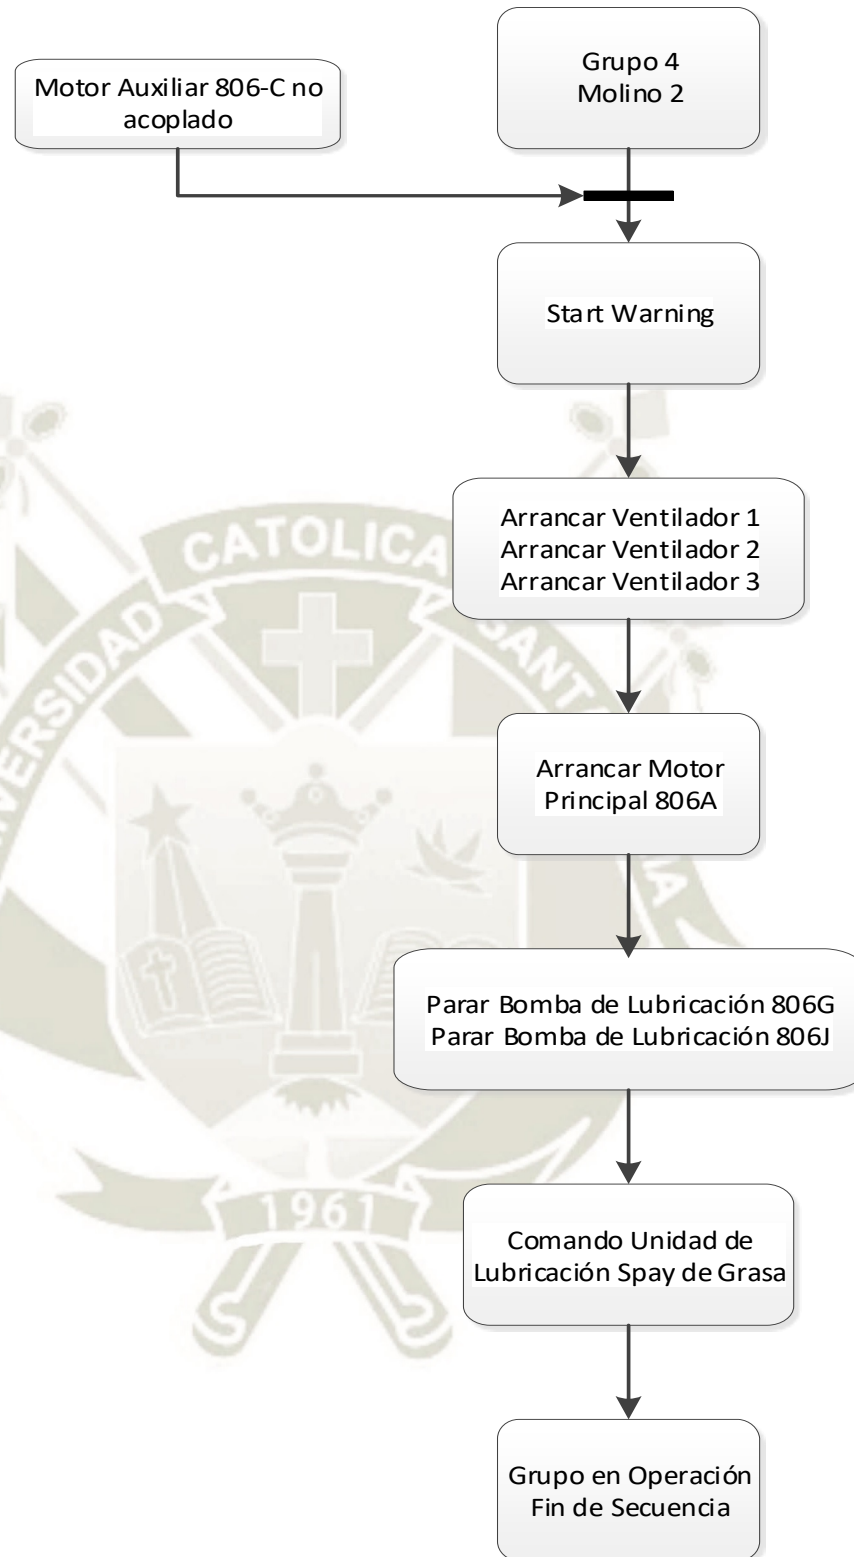 Motor Auxiliar 806-C no
acoplado
Grupo 4
Molino 2
Start Warning
Arrancar Ventilador 1
Arrancar Ventilador 2
Arrancar Ventilador 3
Arrancar Motor
Principal 806A
Parar Bomba de Lubricación 806G
Parar Bomba de Lubricación 806J
Comando Unidad de
Lubricación Spay de Grasa
Grupo en Operación
Fin de Secuencia
CATOLICA
1961